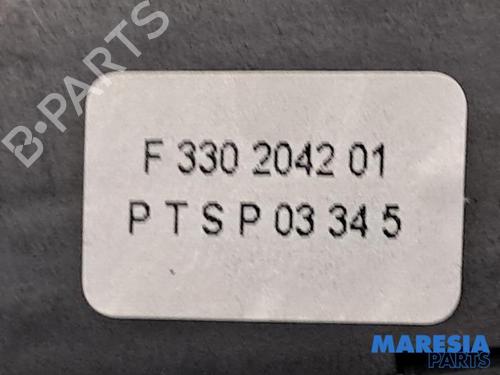 B-PARTS
F 330 2042 01
P T S P 03 34 5
MARESIA
PARTS